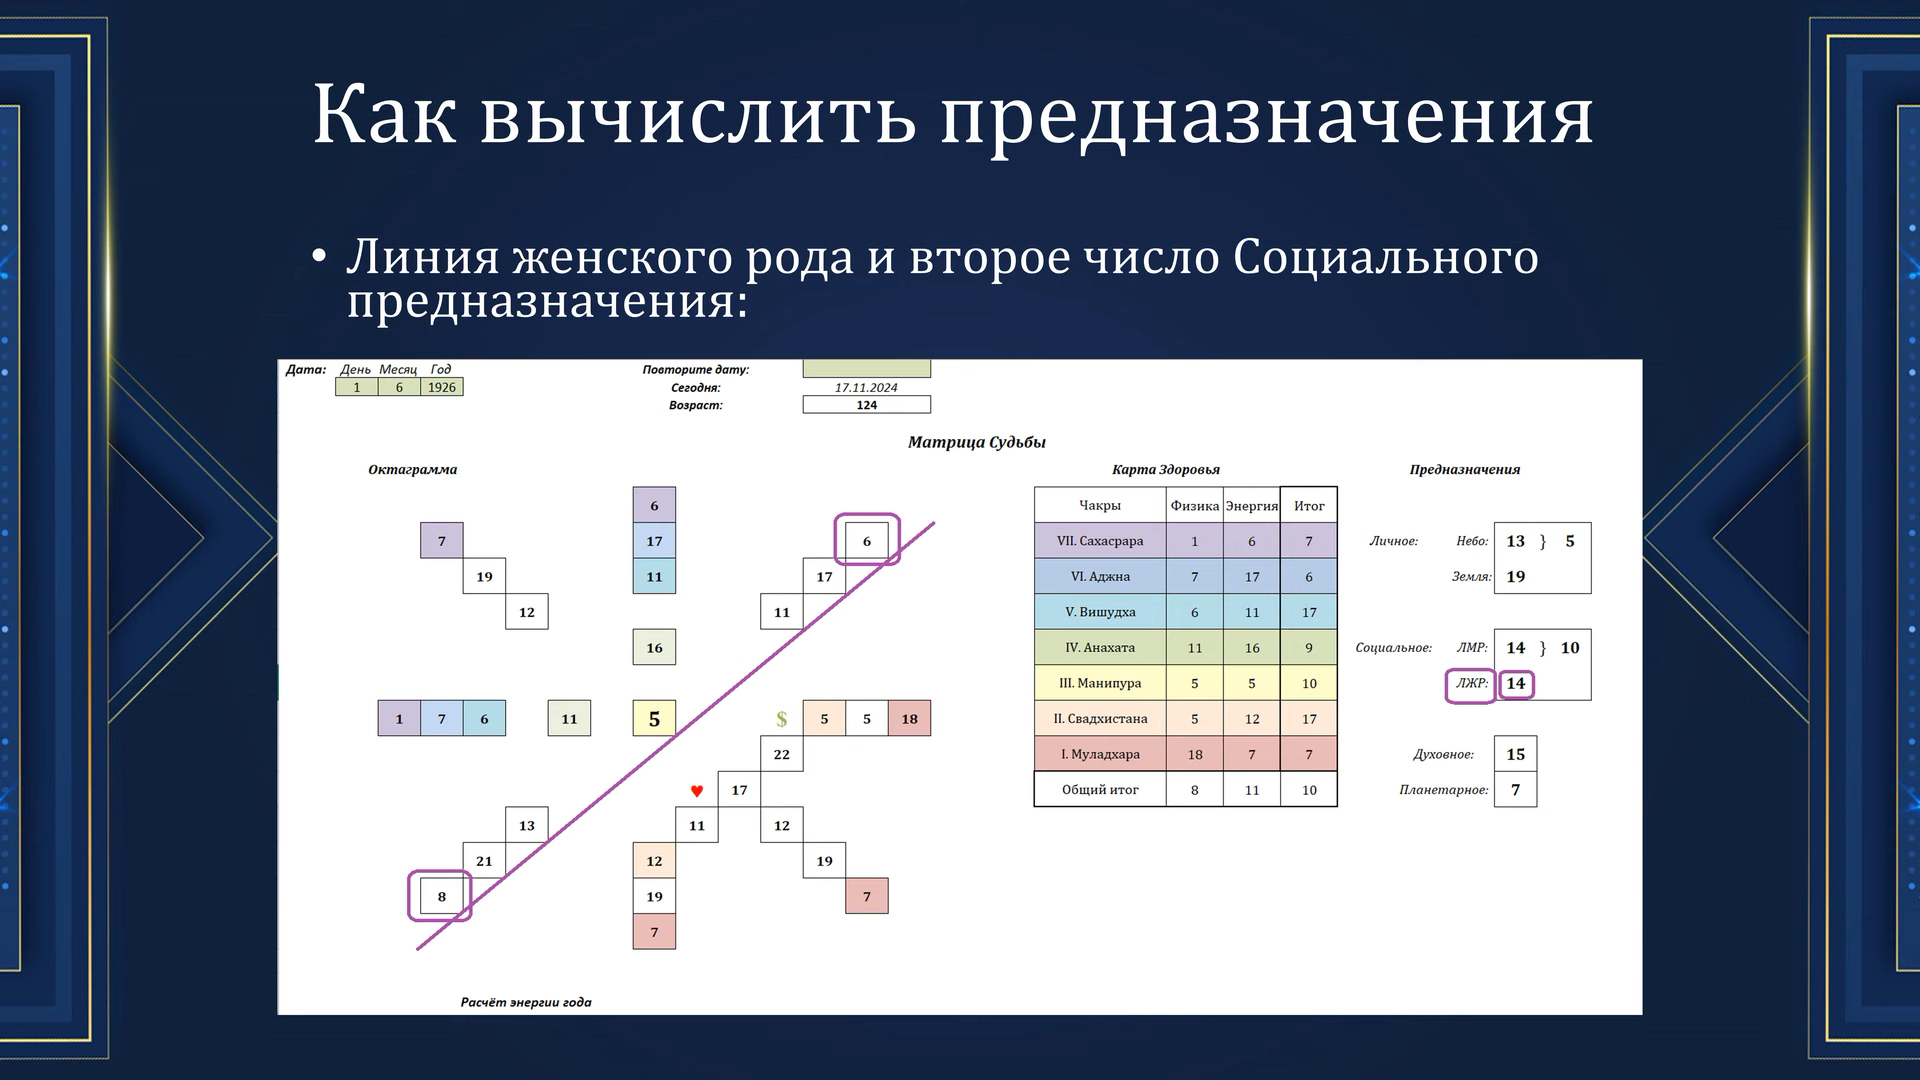 Как вычислить предназначения
• Линия женского рода и второе число Социального
предназначения:
Дата: День Месяц Год
1 6 1926
Повторите дату:
Сегодня: 17.11.2024
Возраст: 124
Матрица Судьбы
Октаграмма
6
7 17 6
19 11 17
12 11
16
1 7 6 11 5 $ 5 5 18
22
17
13 11 12
21 12 19
8 19 7
7
Карта Здоровья
Чакры Физика Энергия Итог
VII. Сахасрара 1 6 7
VI. Аджна 7 17 6
V. Вишудха 6 11 17
IV. Анахата 11 16 9
III. Манипура 5 5 10
II. Свадхистана 5 12 17
I. Муладхара 18 7 7
Общий итог 8 11 10
Предназначения
Личное: Небо: 13 } 5
Земля: 19
Социальное: ЛМР: 14 } 10
ЛЖР: 14
Духовное: 15
Планетарное: 7
Расчёт энергии года